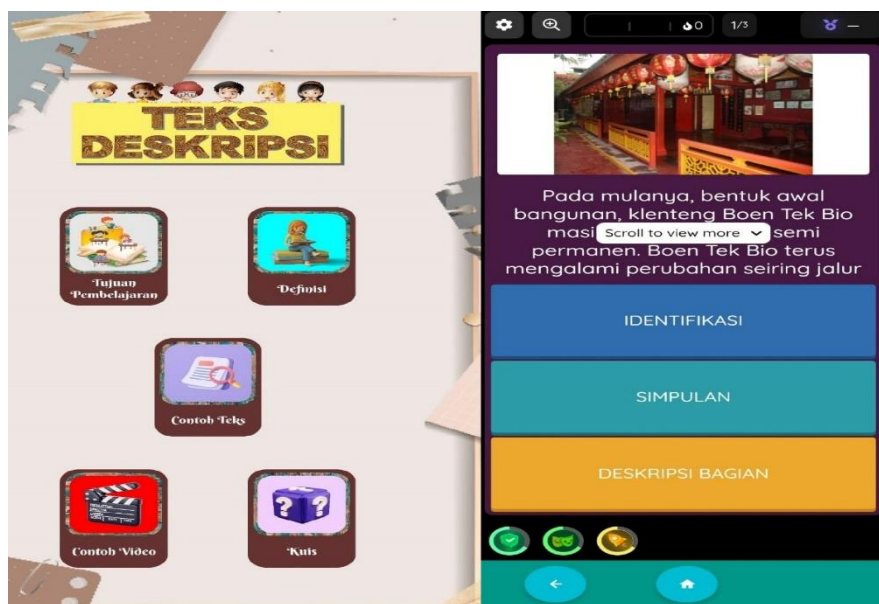 TEKS
DESKRIPSI
Tujuan
Pembelajaran
Definisi
Contoh Teks
Contoh Video
Kuis
0
1/3
Pada mulanya, bentuk awal
bangunan, klenteng Boen Tek Bio
masi Scroll to view more semi
permanen. Boen Tek Bio terus
mengalami perubahan seiring jalur
IDENTIFIKASI
SIMPULAN
DESKRIPSI BAGIAN